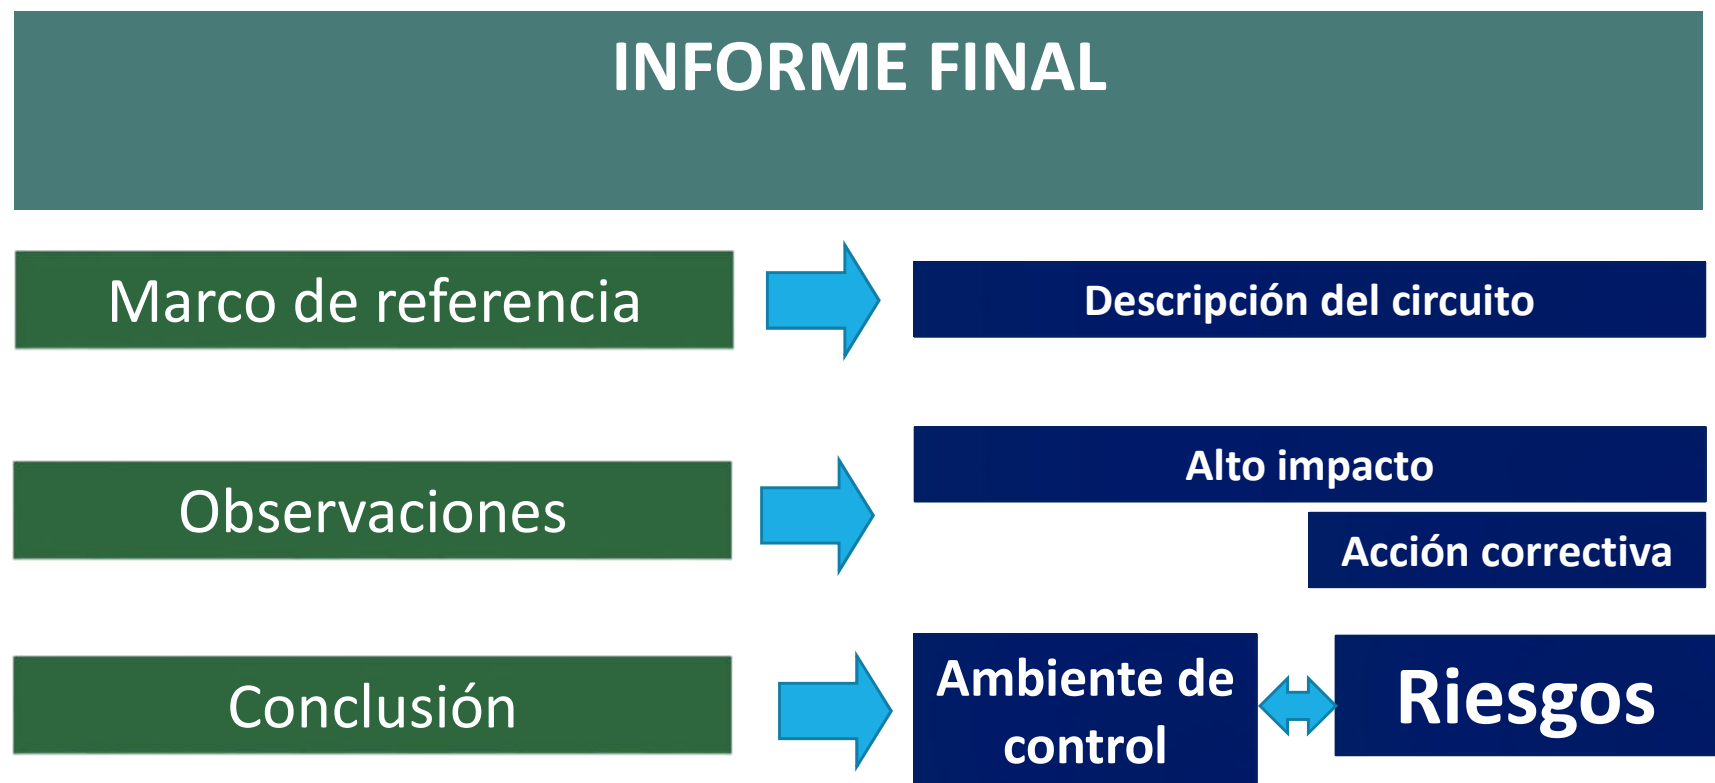 INFORME FINAL
Marco de referencia
Descripción del circuito
Observaciones
Alto impacto
Acción correctiva
Conclusión
Ambiente de
control
Riesgos